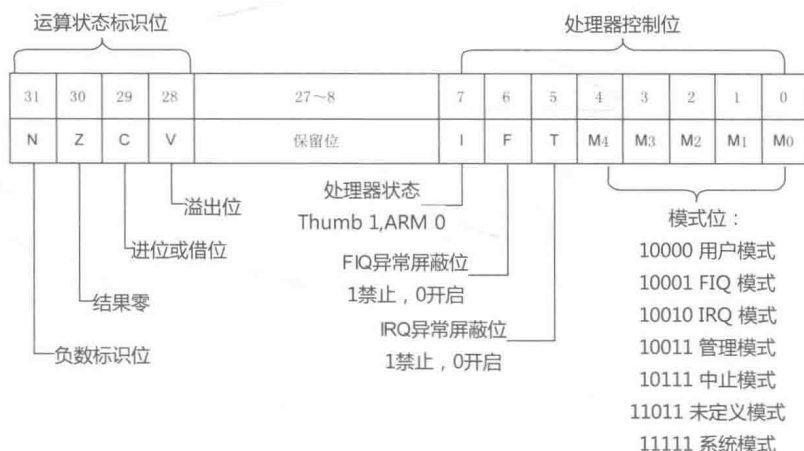 运算状态标识位
处理器控制位
31 30 29 28 27～8 7 6 5 4 3 2 1 0
N Z C V 保留位 I F T M4 M3 M2 M1 M0
溢出位
进位或借位
结果零
负数标识位
处理器状态
Thumb 1,ARM 0
FIQ异常屏蔽位
1禁止，0开启
IRQ异常屏蔽位
1禁止，0开启
模式位：
10000 用户模式
10001 FIQ 模式
10010 IRQ 模式
10011 管理模式
10111 中止模式
11011 未定义模式
11111 系统模式